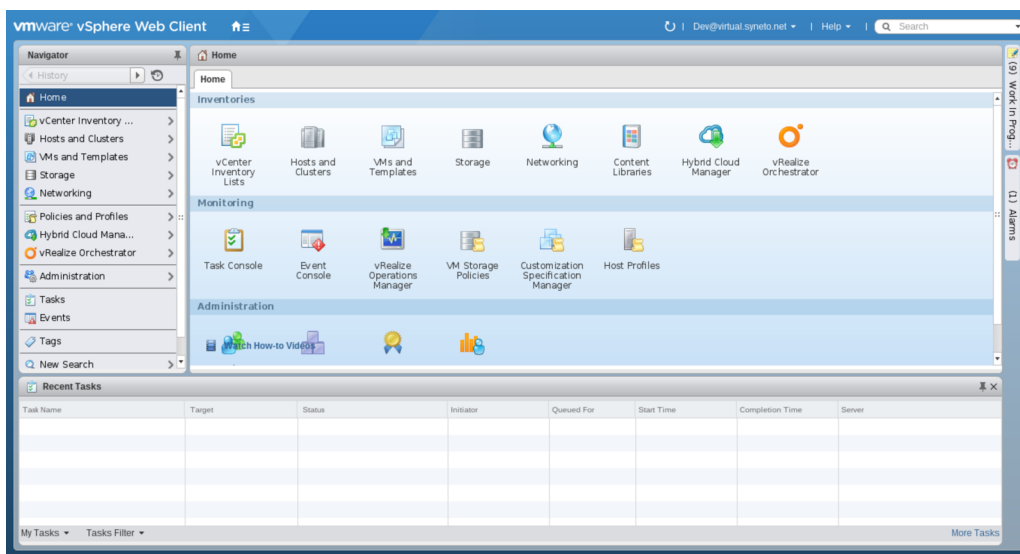 vmware® vSphere Web Client
Dev@virtual.syneto.net
Help
Search
Navigator
History
Home
vCenter Inventory ...
Hosts and Clusters
VMs and Templates
Storage
Networking
Policies and Profiles
Hybrid Cloud Mana...
vRealize Orchestrator
Administration
Tasks
Events
Tags
New Search
Home
Home
Inventories
vCenter
Inventory
Lists
Hosts and
Clusters
VMs and
Templates
Storage
Networking
Content
Libraries
Hybrid Cloud
Manager
vRealize
Orchestrator
Monitoring
Task Console
Event
Console
vRealize
Operations
Manager
VM Storage
Policies
Customization
Specification
Manager
Host Profiles
Administration
Watch How-to Videos
(9) Work In Prog...
(1) Alarms
Recent Tasks
Task Name Target Status Initiator Queued For Start Time Completion Time Server
My Tasks Tasks Filter More Tasks